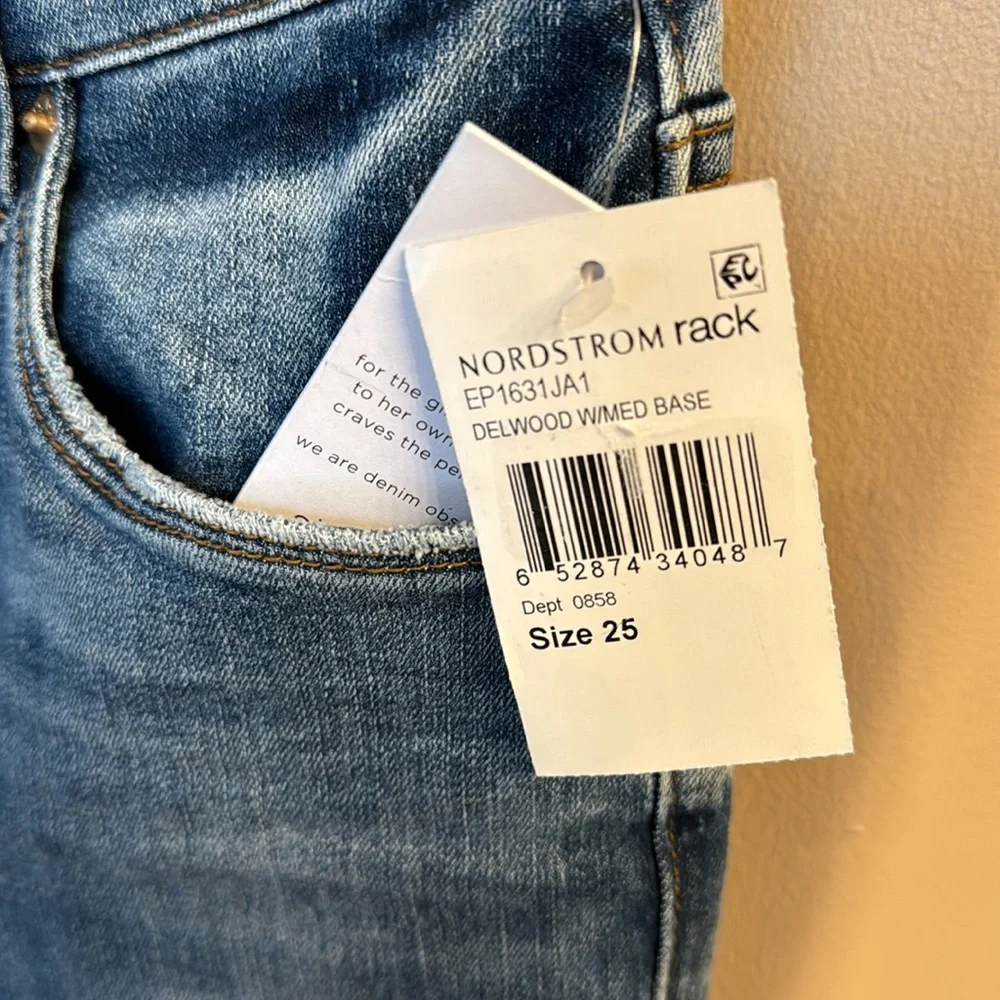 for the
to her own
craves the
we are denim
NORDSTROM rack
EP1631JA1
DELWOOD W/MED BASE
6 52874 34048 7
Dept 0858
Size 25